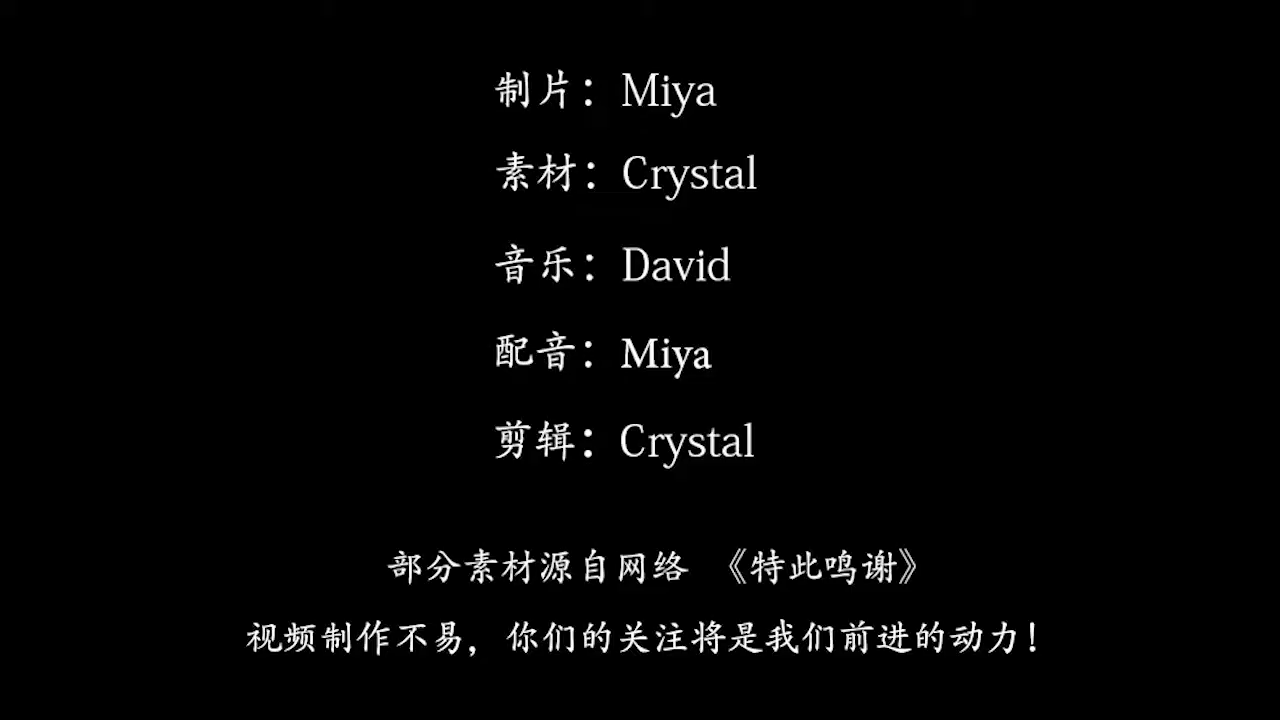 制片：Miya
素材：Crystal
音乐：David
配音：Miya
剪辑：Crystal
部分素材源自网络 《特此鸣谢》
视频制作不易，你们的关注将是我们前进的动力！